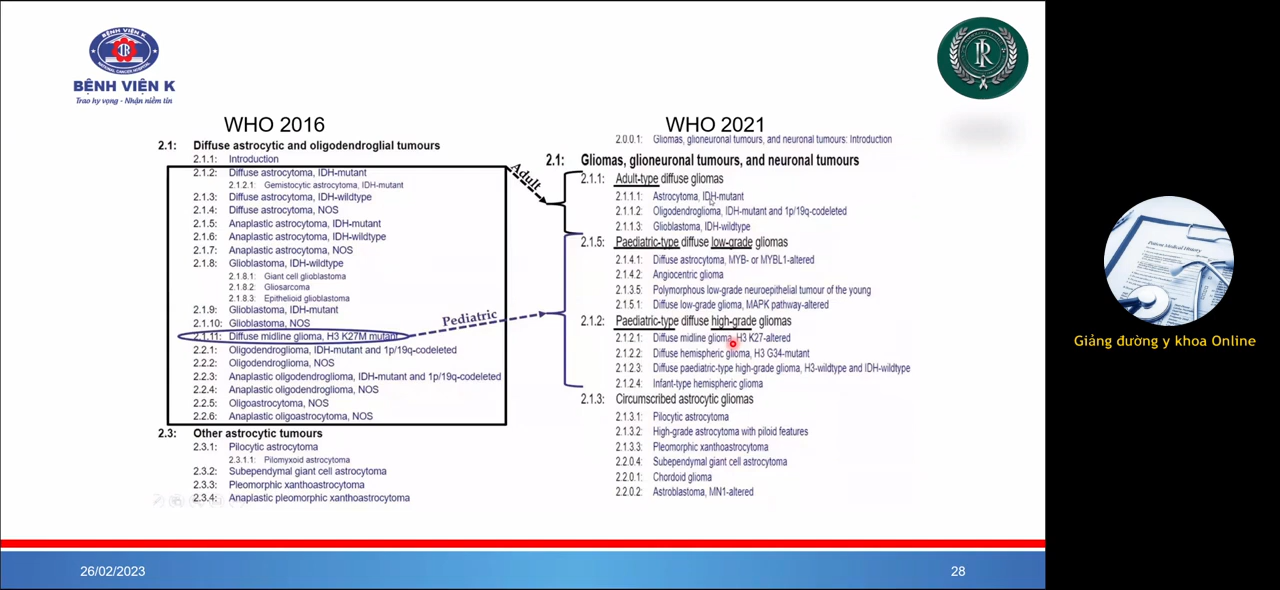 BỆNH VIỆN K
NATIONAL CANCER HOSPITAL
BỆNH VIỆN K
Trao hy vọng - Nhận niềm tin
WHO 2016
2.1: Diffuse astrocytic and oligodendroglial tumours
2.1.1: Introduction
2.1.2: Diffuse astrocytoma, IDH-mutant
2.1.2.1: Gemistocytic astrocytoma, IDH-mutant
2.1.3: Diffuse astrocytoma, IDH-wildtype
2.1.4: Diffuse astrocytoma, NOS
2.1.5: Anaplastic astrocytoma, IDH-mutant
2.1.6: Anaplastic astrocytoma, IDH-wildtype
2.1.7: Anaplastic astrocytoma, NOS
2.1.8: Glioblastoma, IDH-wildtype
2.1.8.1: Giant cell glioblastoma
2.1.8.2: Gliosarcoma
2.1.8.3: Epithelioid glioblastoma
2.1.9: Glioblastoma, IDH-mutant
2.1.10: Glioblastoma, NOS
2.1.11: Diffuse midline glioma, H3 K27M mutant
2.2.1: Oligodendroglioma, IDH-mutant and 1p/19q-codeleted
2.2.2: Oligodendroglioma, NOS
2.2.3: Anaplastic oligodendroglioma, IDH-mutant and 1p/19q-codeleted
2.2.4: Anaplastic oligodendroglioma, NOS
2.2.5: Oligoastrocytoma, NOS
2.2.6: Anaplastic oligoastrocytoma, NOS
2.3: Other astrocytic tumours
2.3.1: Pilocytic astrocytoma
2.3.1.1: Pilomyxoid astrocytoma
2.3.2: Subependymal giant cell astrocytoma
2.3.3: Pleomorphic xanthoastrocytoma
2.3.4: Anaplastic pleomorphic xanthoastrocytoma
Adult
Pediatric
WHO 2021
2.0.0.1: Gliomas, glioneuronal tumours, and neuronal tumours: Introduction
2.1: Gliomas, glioneuronal tumours, and neuronal tumours
2.1.1: Adult-type diffuse gliomas
2.1.1.1: Astrocytoma, IDH-mutant
2.1.1.2: Oligodendroglioma, IDH-mutant and 1p/19q-codeleted
2.1.1.3: Glioblastoma, IDH-wildtype
2.1.5: Paediatric-type diffuse low-grade gliomas
2.1.4.1: Diffuse astrocytoma, MYB- or MYBL1-altered
2.1.4.2: Angiocentric glioma
2.1.3.5: Polymorphous low-grade neuroepithelial tumour of the young
2.1.5.1: Diffuse low-grade glioma, MAPK pathway-altered
2.1.2: Paediatric-type diffuse high-grade gliomas
2.1.2.1: Diffuse midline glioma, H3 K27-altered
2.1.2.2: Diffuse hemispheric glioma, H3 G34-mutant
2.1.2.3: Diffuse paediatric-type high-grade glioma, H3-wildtype and IDH-wildtype
2.1.2.4: Infant-type hemispheric glioma
2.1.3: Circumscribed astrocytic gliomas
2.1.3.1: Pilocytic astrocytoma
2.1.3.2: High-grade astrocytoma with piloid features
2.1.3.3: Pleomorphic xanthoastrocytoma
2.2.0.4: Subependymal giant cell astrocytoma
2.2.0.1: Chordoid glioma
2.2.0.2: Astroblastoma, MN1-altered
26/02/2023
28
Patient Medical History
Giảng đường y khoa Online